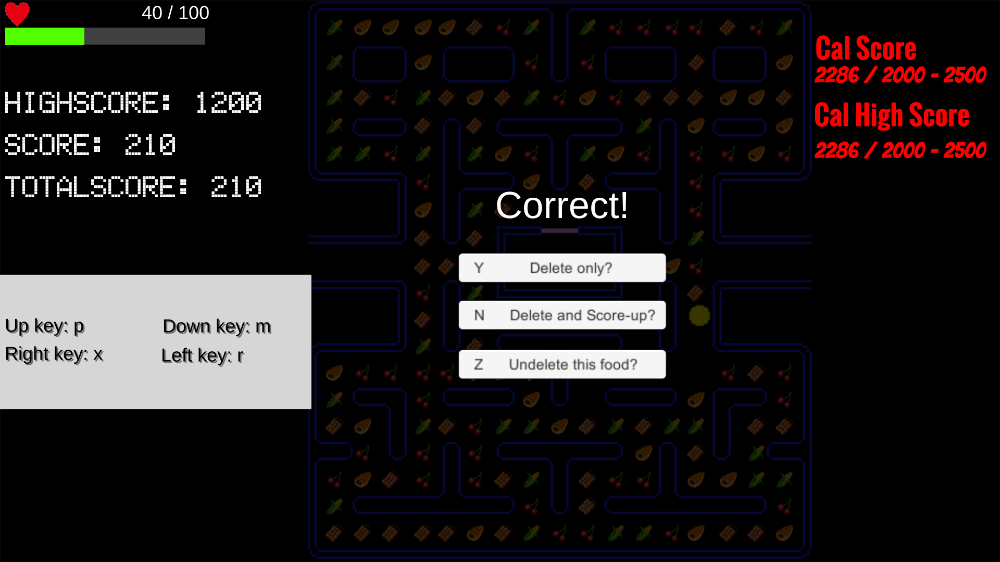 40 / 100
HIGHSCORE: 1200
SCORE: 210
TOTALSCORE: 210
Up key: p
Down key: m
Right key: x
Left key: r
Correct!
Y Delete only?
N Delete and Score-up?
Z Undelete this food?
Cal Score
2286 / 2000 - 2500
Cal High Score
2286 / 2000 - 2500